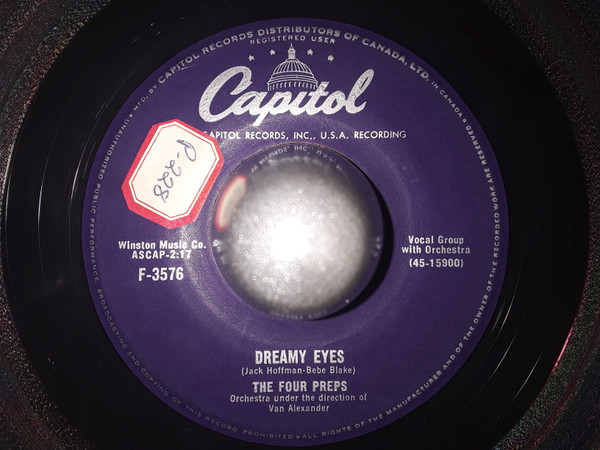 MFD. BY CAPITOL RECORDS DISTRIBUTORS OF CANADA, LTD. IN CANADA
REGISTERED USER
Capitol
CAPITOL RECORDS, INC., U.S.A. RECORDING
Winston Music Co.
ASCAP-2:17
F-3576
Vocal Group
with Orchestra
(45-15900)
DREAMY EYES
(Jack Hoffman-Bebe Blake)
THE FOUR PREPS
Orchestra under the direction of
Van Alexander
UNAUTHORIZED PUBLIC PERFORMANCE, BROADCASTING AND COPYING OF THIS RECORD PROHIBITED • ALL RIGHTS OF THE MANUFACTURER AND OF THE OWNER OF THE RECORDED WORK ARE RESERVED